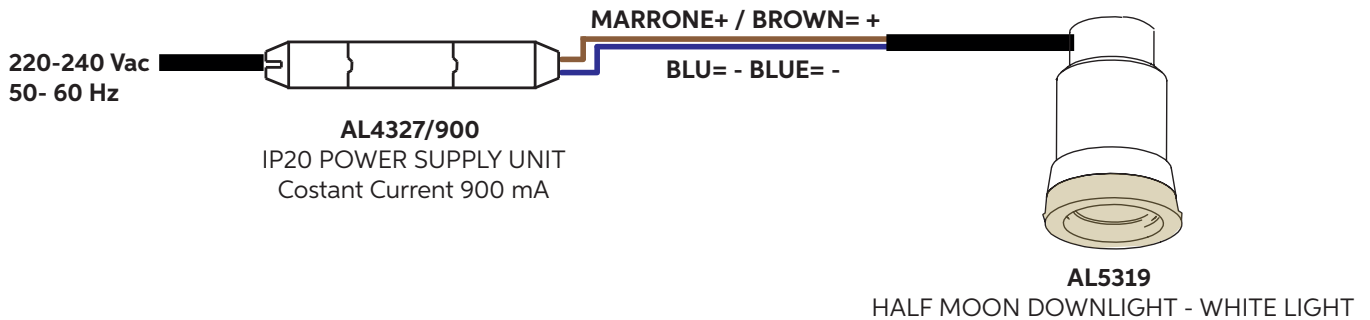 MARRONE+ / BROWN= +
220-240 Vac
50- 60 Hz
BLU= - BLUE= -
AL4327/900
IP20 POWER SUPPLY UNIT
Costant Current 900 mA
AL5319
HALF MOON DOWNLIGHT - WHITE LIGHT